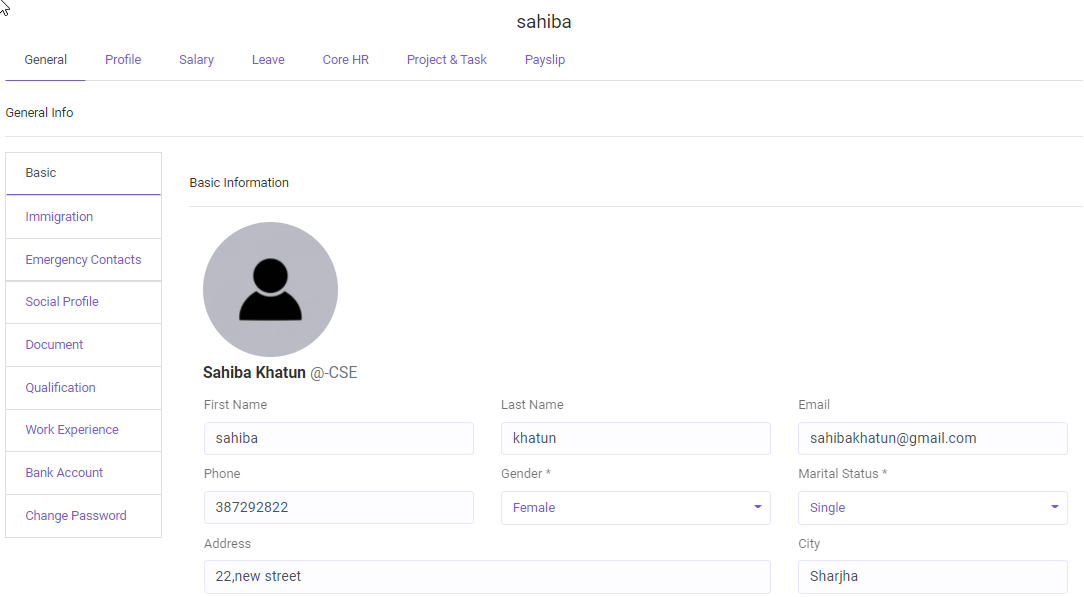 sahiba
General Profile Salary Leave Core HR Project & Task Payslip
General Info
Basic
Immigration
Emergency Contacts
Social Profile
Document
Qualification
Work Experience
Bank Account
Change Password
Basic Information
Sahiba Khatun @-CSE
First Name Last Name Email
sahiba khatun sahibakhatun@gmail.com
Phone Gender * Marital Status *
387292822 Female Single
Address City
22,new street Sharjha